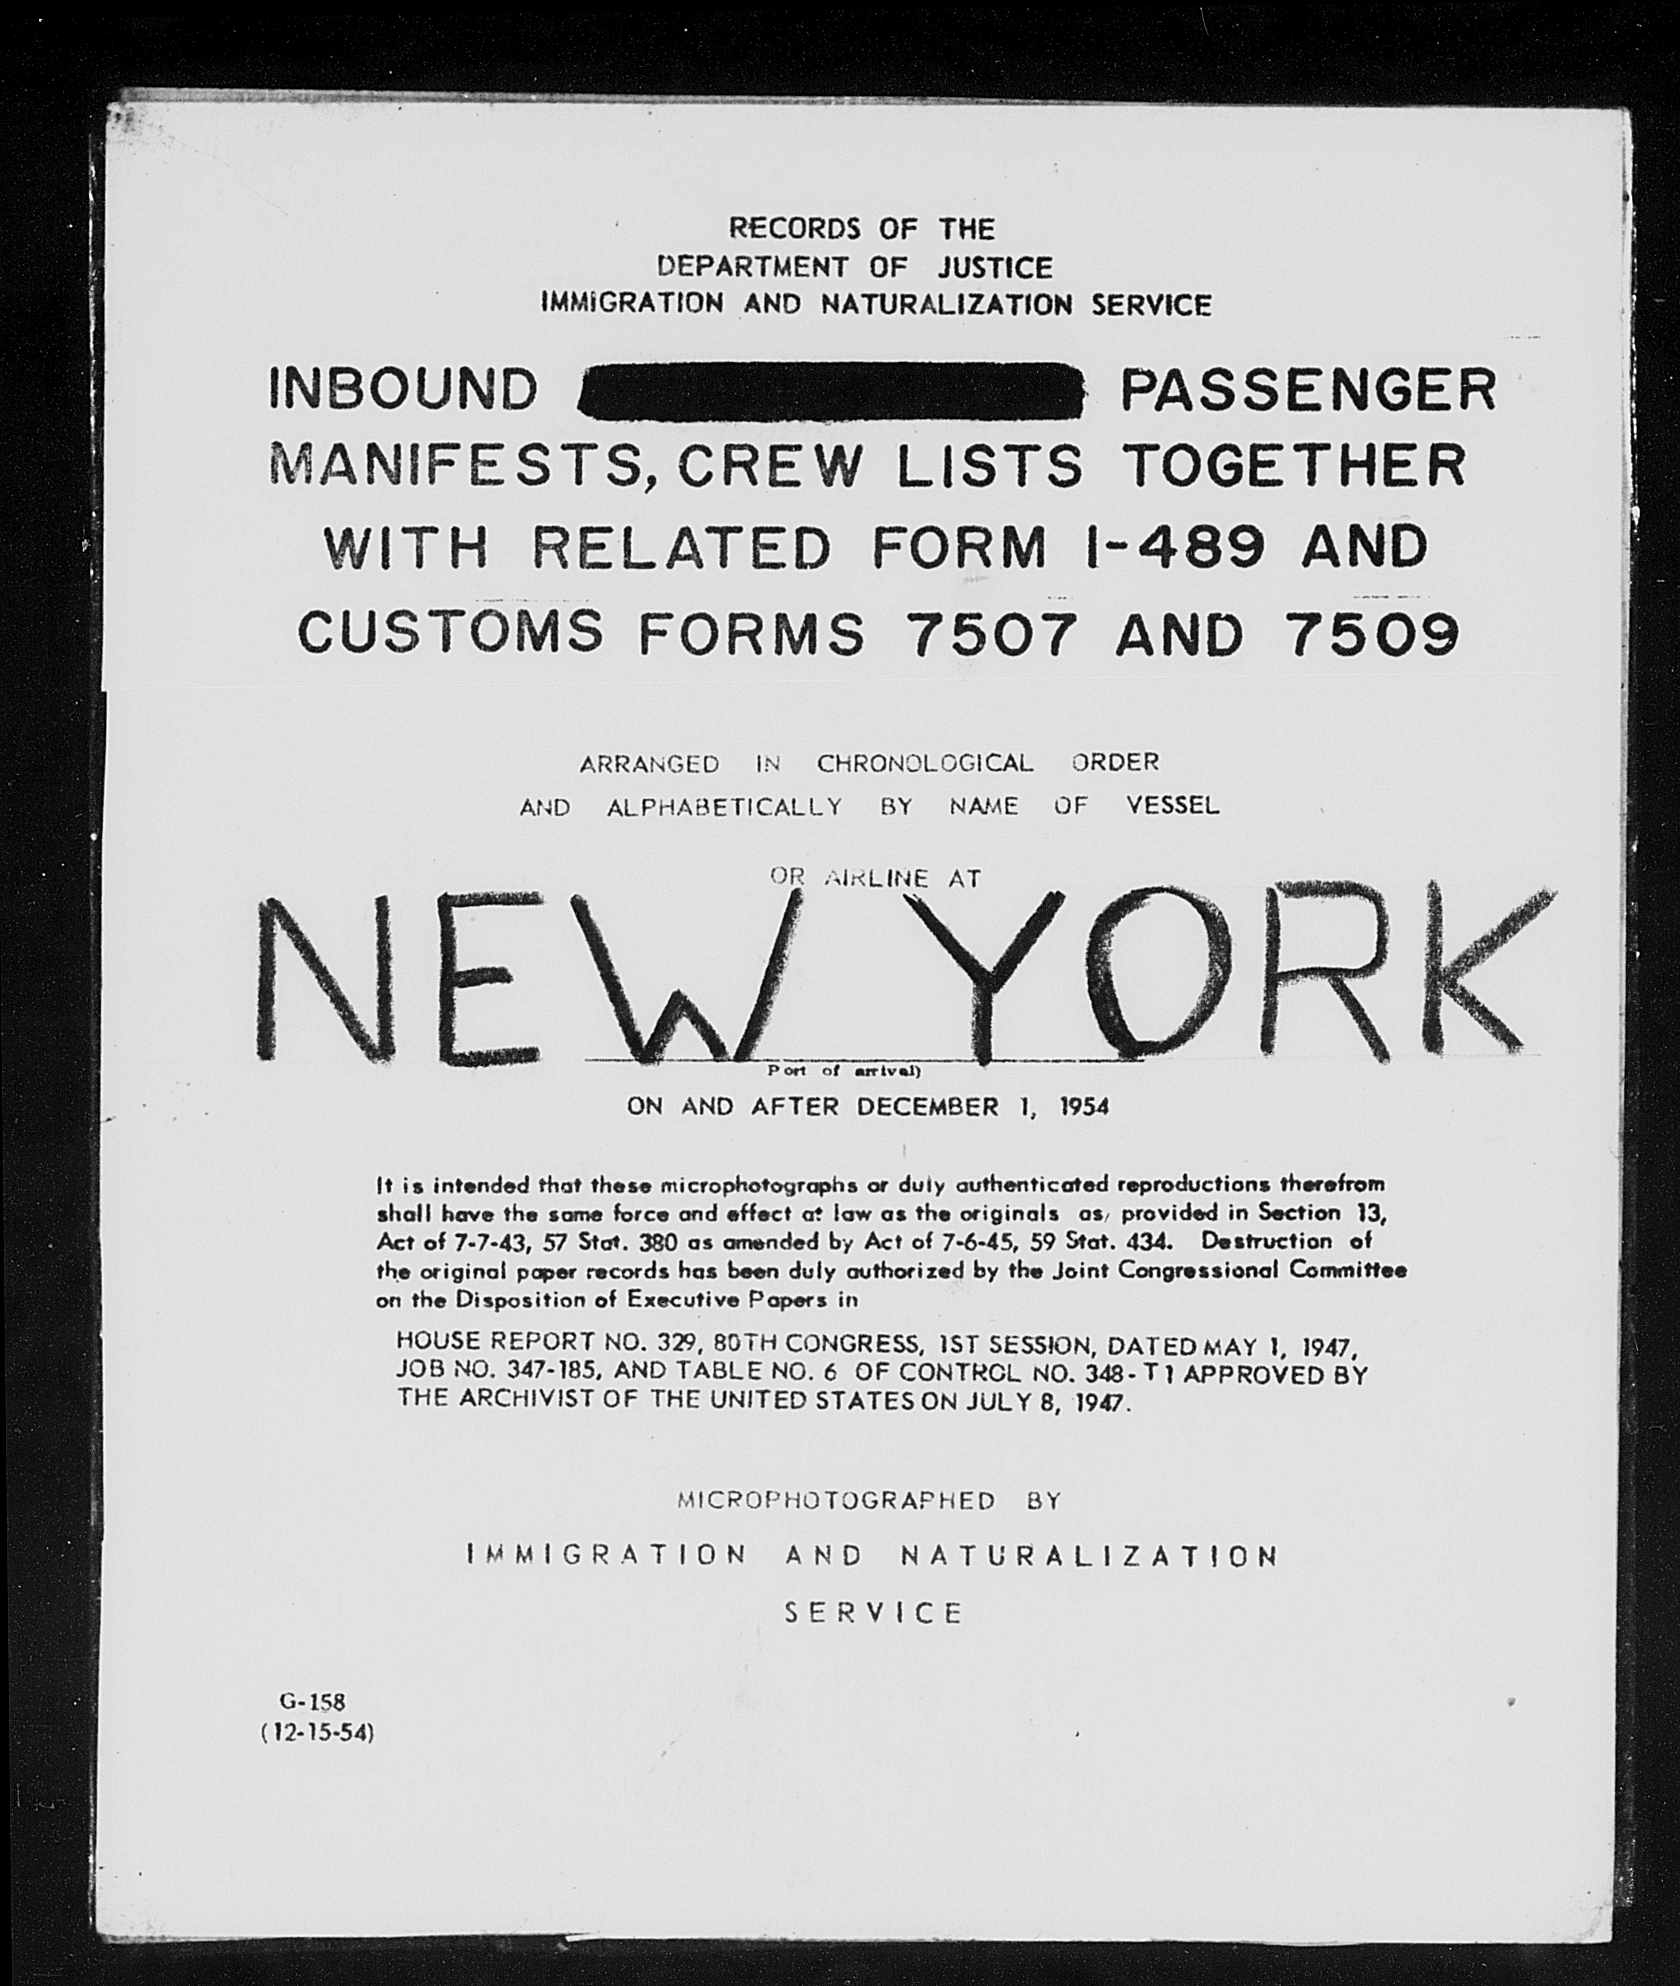 RECORDS OF THE
DEPARTMENT OF JUSTICE
IMMIGRATION AND NATURALIZATION SERVICE
INBOUND PASSENGER
MANIFESTS, CREW LISTS TOGETHER
WITH RELATED FORM I-489 AND
CUSTOMS FORMS 7507 AND 7509
ARRANGED IN CHRONOLOGICAL ORDER
AND ALPHABETICALLY BY NAME OF VESSEL
OR AIRLINE AT
NEW YORK
Port of arrival)
ON AND AFTER DECEMBER 1, 1954
It is intended that these microphotographs or duly authenticated reproductions therefrom
shall have the same force and effect at law as the originals as, provided in Section 13,
Act of 7-7-43, 57 Stat. 380 as amended by Act of 7-6-45, 59 Stat. 434. Destruction of
the original paper records has been duly authorized by the Joint Congressional Committee
on the Disposition of Executive Papers in
HOUSE REPORT NO. 329, 80TH CONGRESS, 1ST SESSION, DATED MAY 1, 1947,
JOB NO. 347-185, AND TABLE NO. 6 OF CONTROL NO. 348-T1 APPROVED BY
THE ARCHIVIST OF THE UNITED STATES ON JULY 8, 1947.
MICROPHOTOGRAPHED BY
IMMIGRATION AND NATURALIZATION
SERVICE
G-158
(12-15-54)